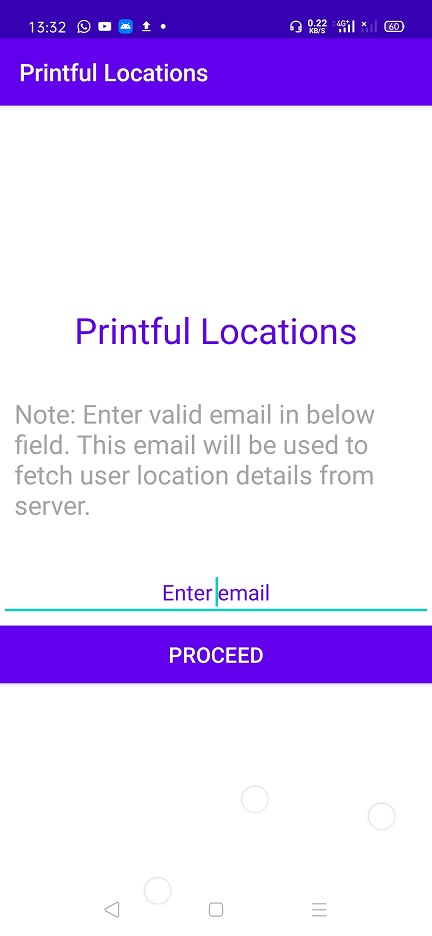 13:32 0.22 KB/S 4G+ 60
Printful Locations
Printful Locations
Note: Enter valid email in below
field. This email will be used to
fetch user location details from
server.
Enter email
PROCEED